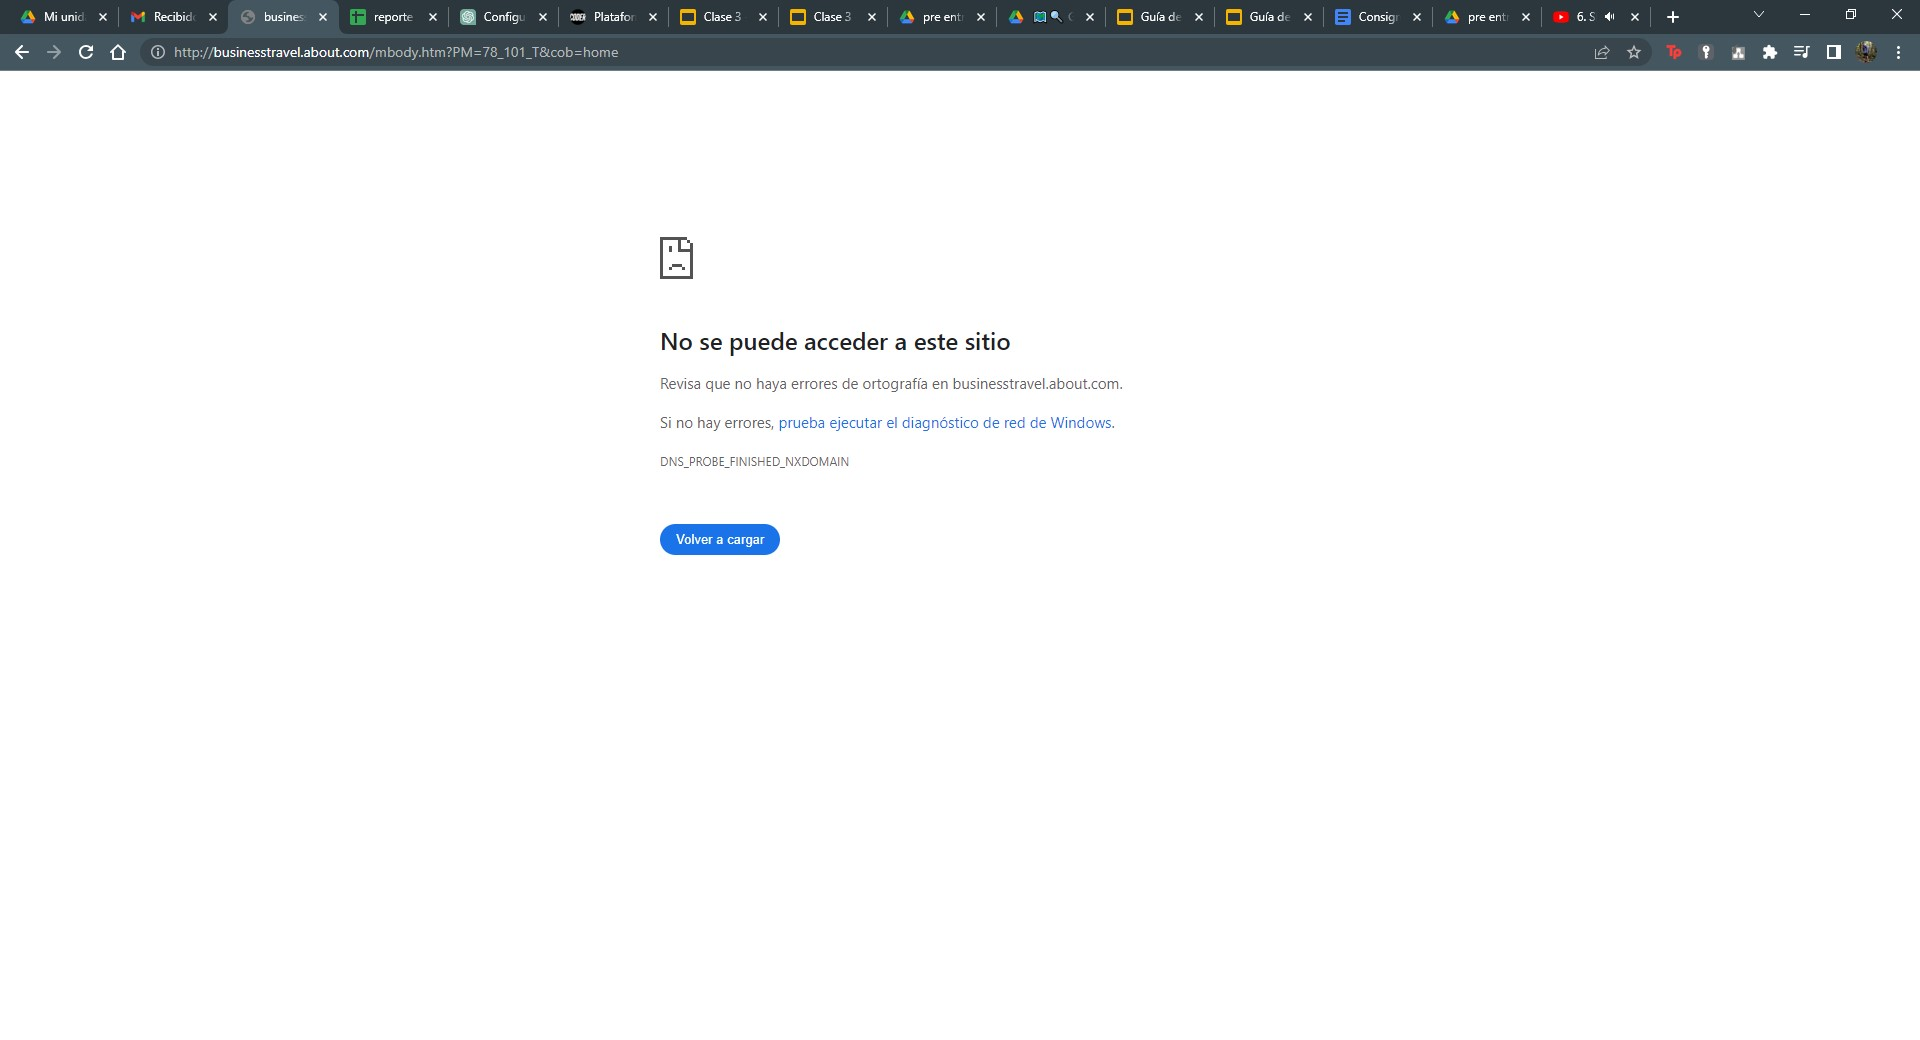 Mi unid
Recibid
busines
reporte
Configu
Platafor
Clase 3
Clase 3
pre ent
Guía de
Guía de
Consign
pre ent
6. S
http://businesstravel.about.com/mbody.htm?PM=78_101_T&cob=home
No se puede acceder a este sitio
Revisa que no haya errores de ortografía en businesstravel.about.com.
Si no hay errores, prueba ejecutar el diagnóstico de red de Windows.
DNS_PROBE_FINISHED_NXDOMAIN
Volver a cargar